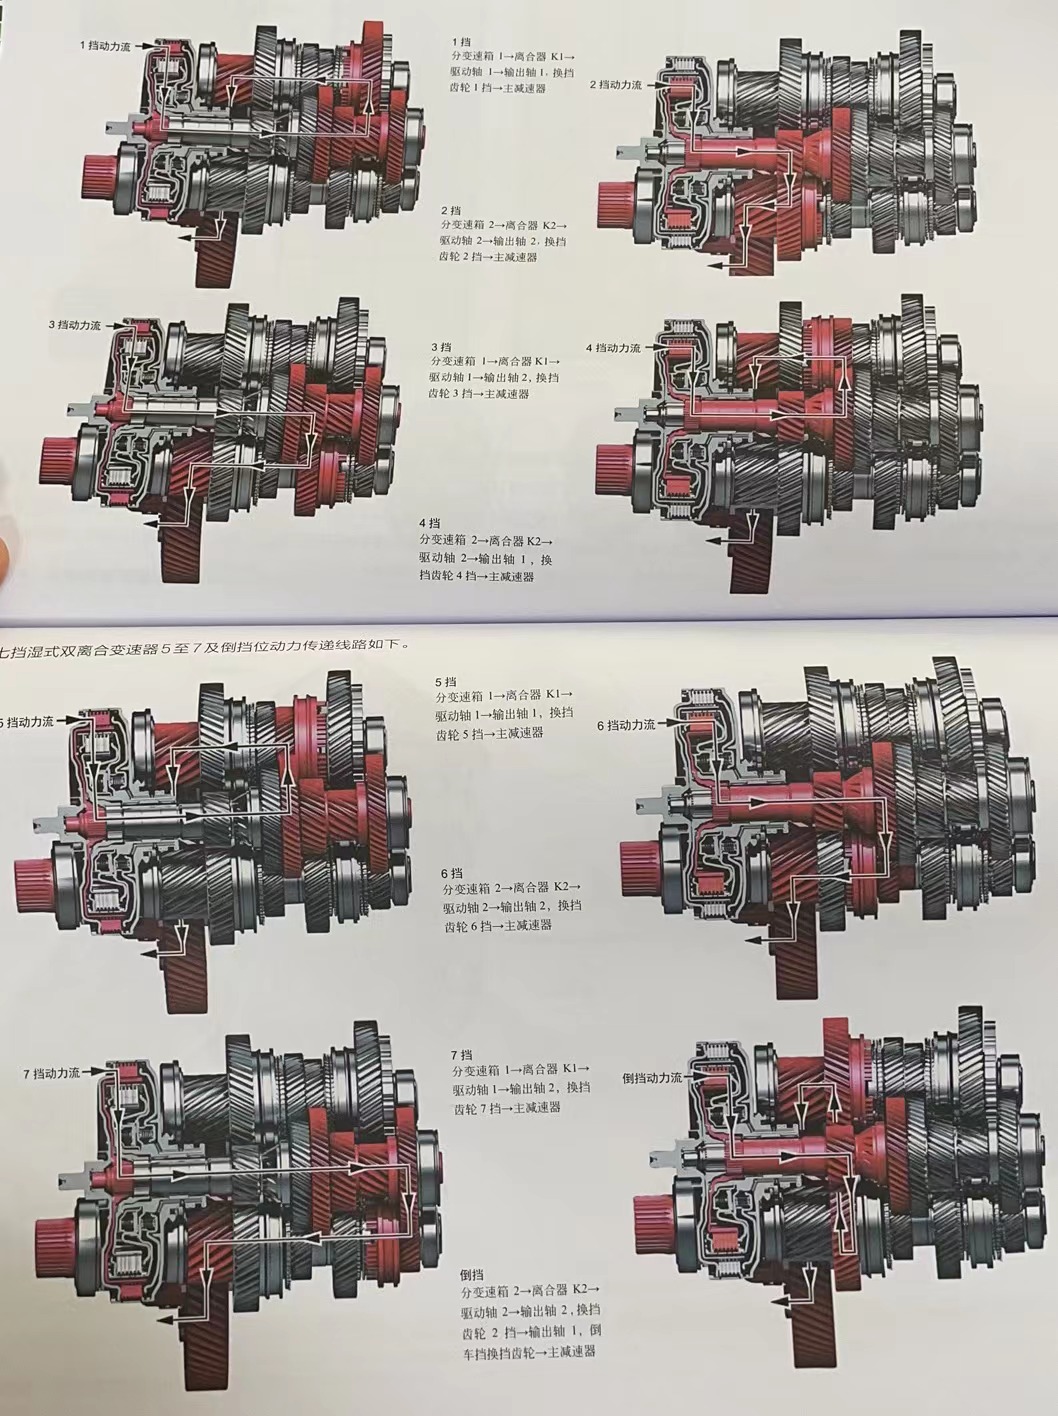 1 挡动力流
1 挡
分变速箱 1→离合器 K1→
驱动轴 1→输出轴 1, 换挡
齿轮 1 挡→主减速器
2 挡动力流
2 挡
分变速箱 2→离合器 K2→
驱动轴 2→输出轴 2, 换挡
齿轮 2 挡→主减速器
3 挡动力流
3 挡
分变速箱 1→离合器 K1→
驱动轴 1→输出轴 2, 换挡
齿轮 3 挡→主减速器
4 挡动力流
4 挡
分变速箱 2→离合器 K2→
驱动轴 2→输出轴 1, 换
挡齿轮 4 挡→主减速器
七挡湿式双离合变速器5至7及倒挡位动力传递线路如下。
5 挡动力流
5 挡
分变速箱 1→离合器 K1→
驱动轴 1→输出轴 1, 换挡
齿轮 5 挡→主减速器
6 挡动力流
6 挡
分变速箱 2→离合器 K2→
驱动轴 2→输出轴 2, 换挡
齿轮 6 挡→主减速器
7 挡动力流
7 挡
分变速箱 1→离合器 K1→
驱动轴 1→输出轴 2, 换挡
齿轮 7 挡→主减速器
倒挡动力流
倒挡
分变速箱 2→离合器 K2→
驱动轴 2→输出轴 2, 换挡
齿轮 2 挡→输出轴 1, 倒
车挡换挡齿轮→主减速器